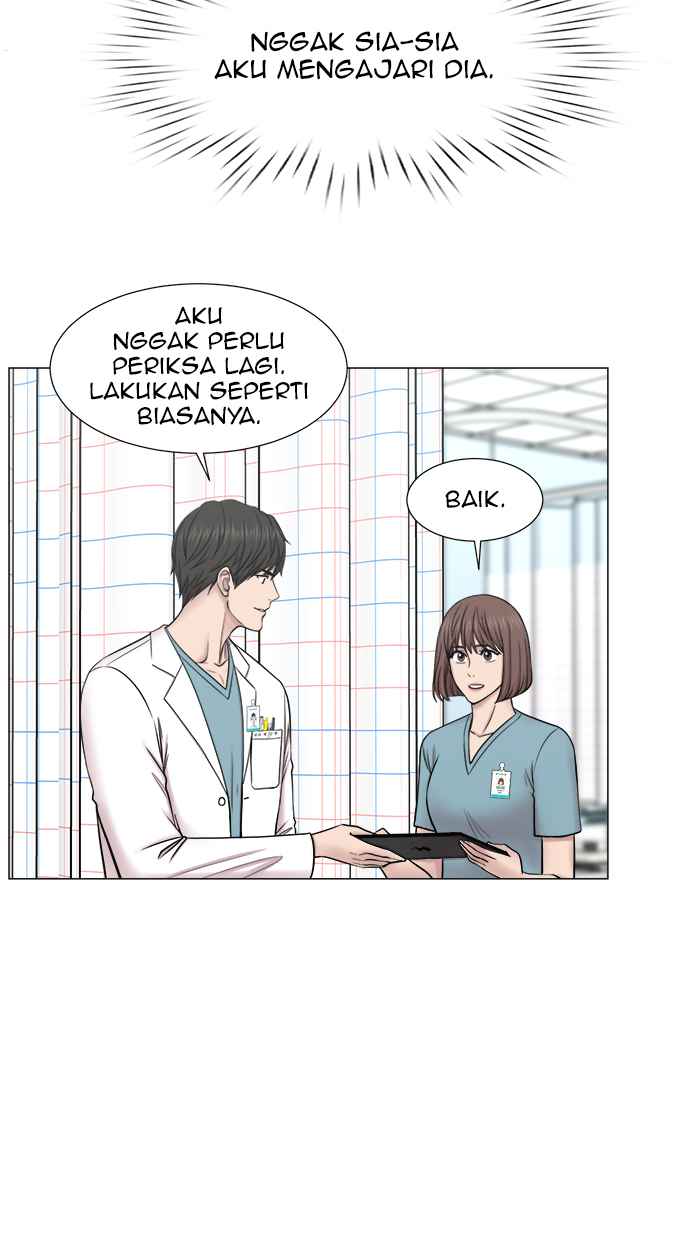 NGGAK SIA-SIA
AKU MENGAJARI DIA.
AKU
NGGAK PERLU
PERIKSA LAGI.
LAKUKAN SEPERTI
BIASANYA.
BAIK.